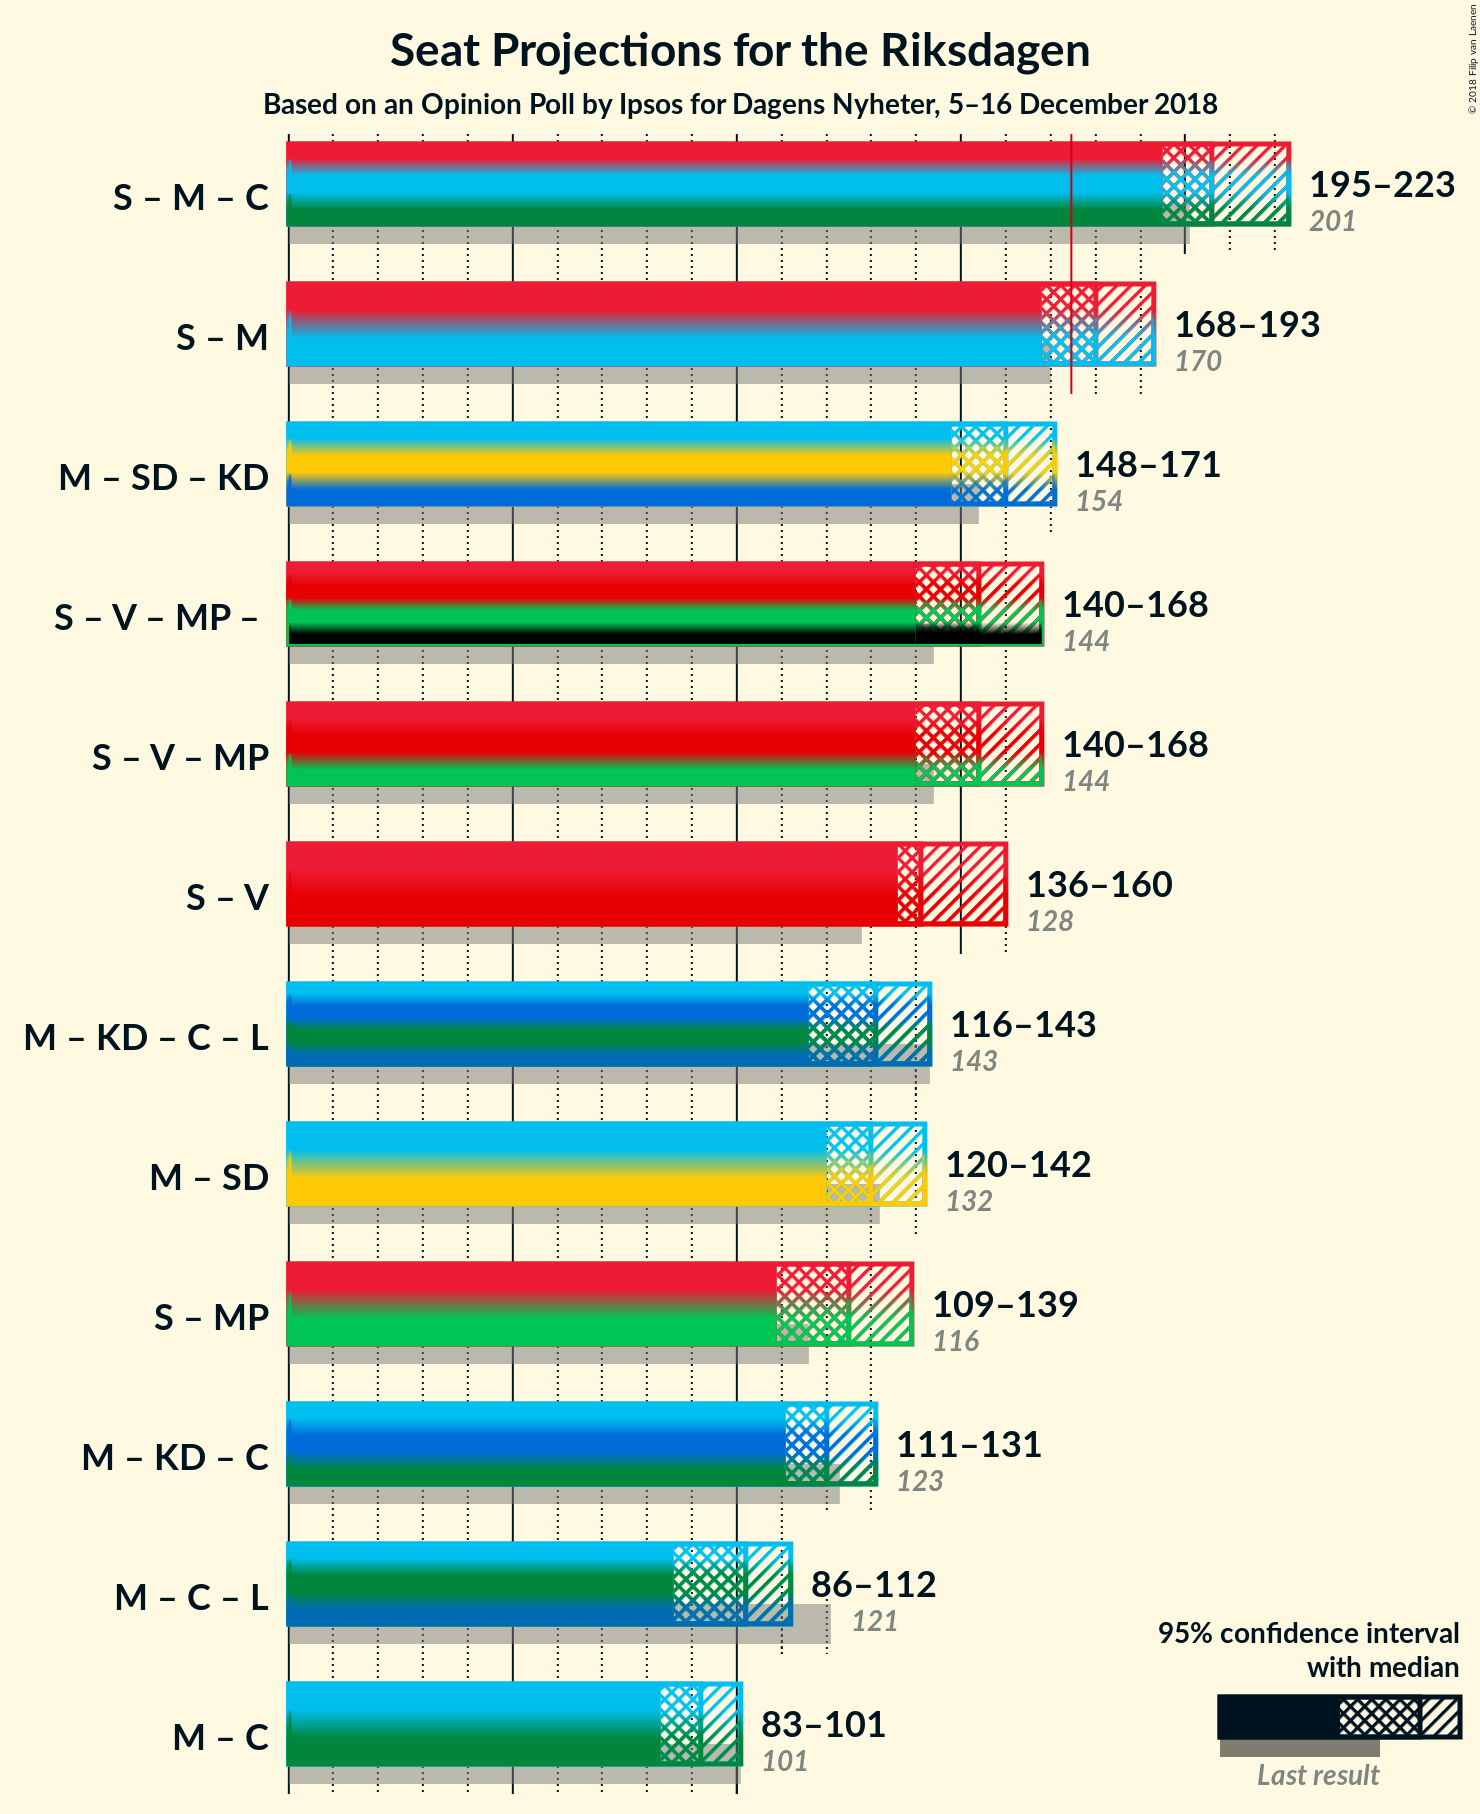 Seat Projections for the Riksdagen
Based on an Opinion Poll by Ipsos for Dagens Nyheter, 5–16 December 2018
© 2018 Filip van Laenen
S – M – C
195–223
201
S – M
168–193
170
M – SD – KD
148–171
154
S – V – MP –
140–168
144
S – V – MP
140–168
144
S – V
136–160
128
M – KD – C – L
116–143
143
M – SD
120–142
132
S – MP
109–139
116
M – KD – C
111–131
123
M – C – L
86–112
121
M – C
83–101
101
95% confidence interval
with median
Last result